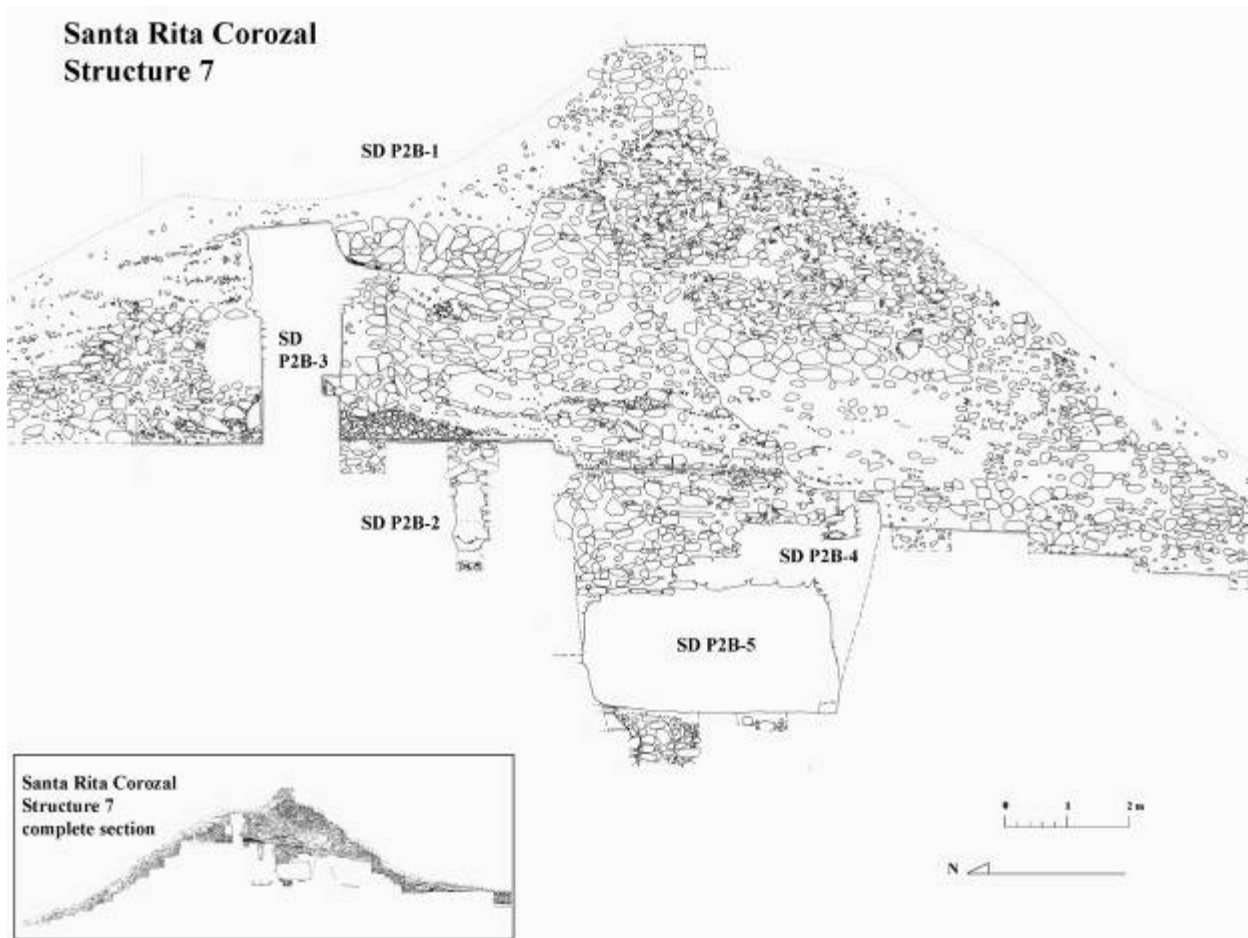 Santa Rita Corozal
Structure 7
SD P2B-1
SD
P2B-3
SD P2B-2
SD P2B-4
SD P2B-5
Santa Rita Corozal
Structure 7
complete section
0 1 2 m
N